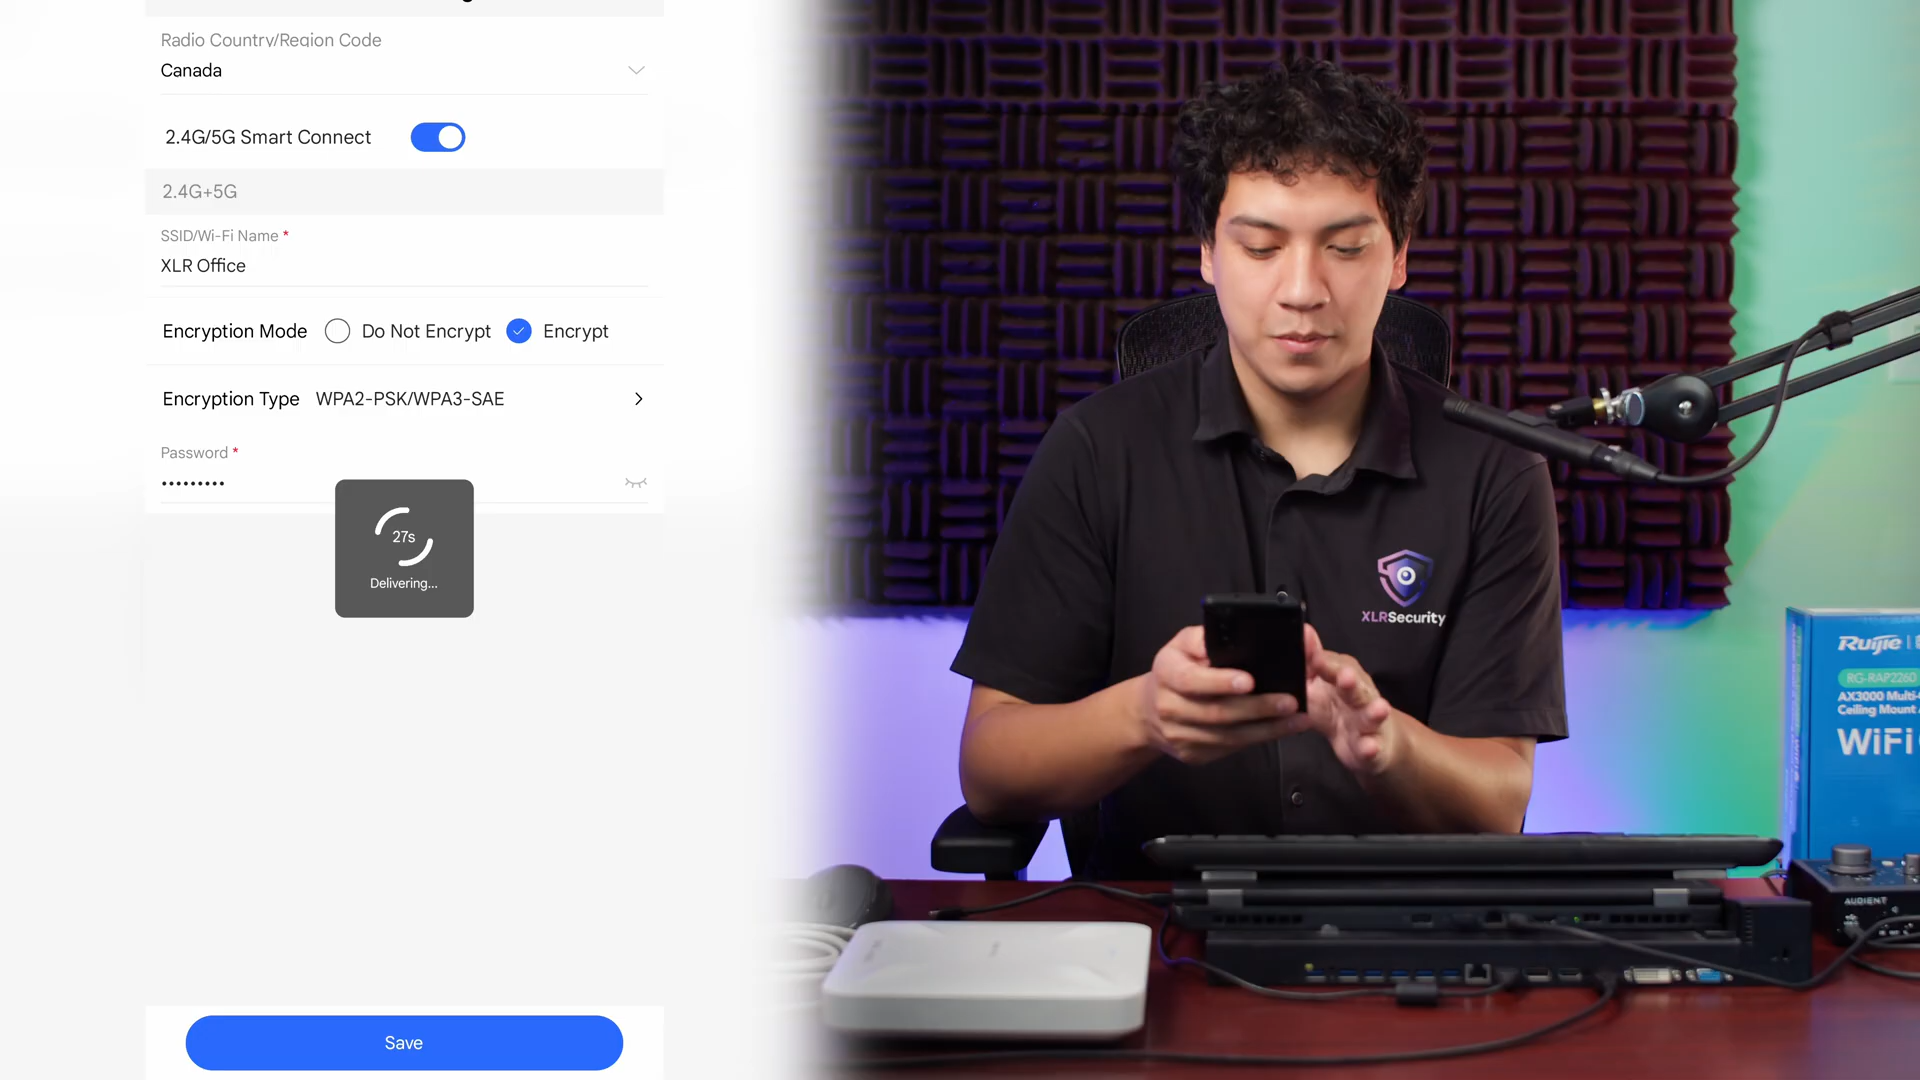 Radio Country/Region Code
Canada
2.4G/5G Smart Connect
2.4G+5G
SSID/Wi-Fi Name *
XLR Office
Encryption Mode Do Not Encrypt Encrypt
Encryption Type WPA2-PSK/WPA3-SAE
Password *
•••••••••
27s
Delivering...
Save
XLRSecurity
Ruijie
RG-RAP2260
AX3000 Multi-
Ceiling Mount
WiFi
AUDIENT